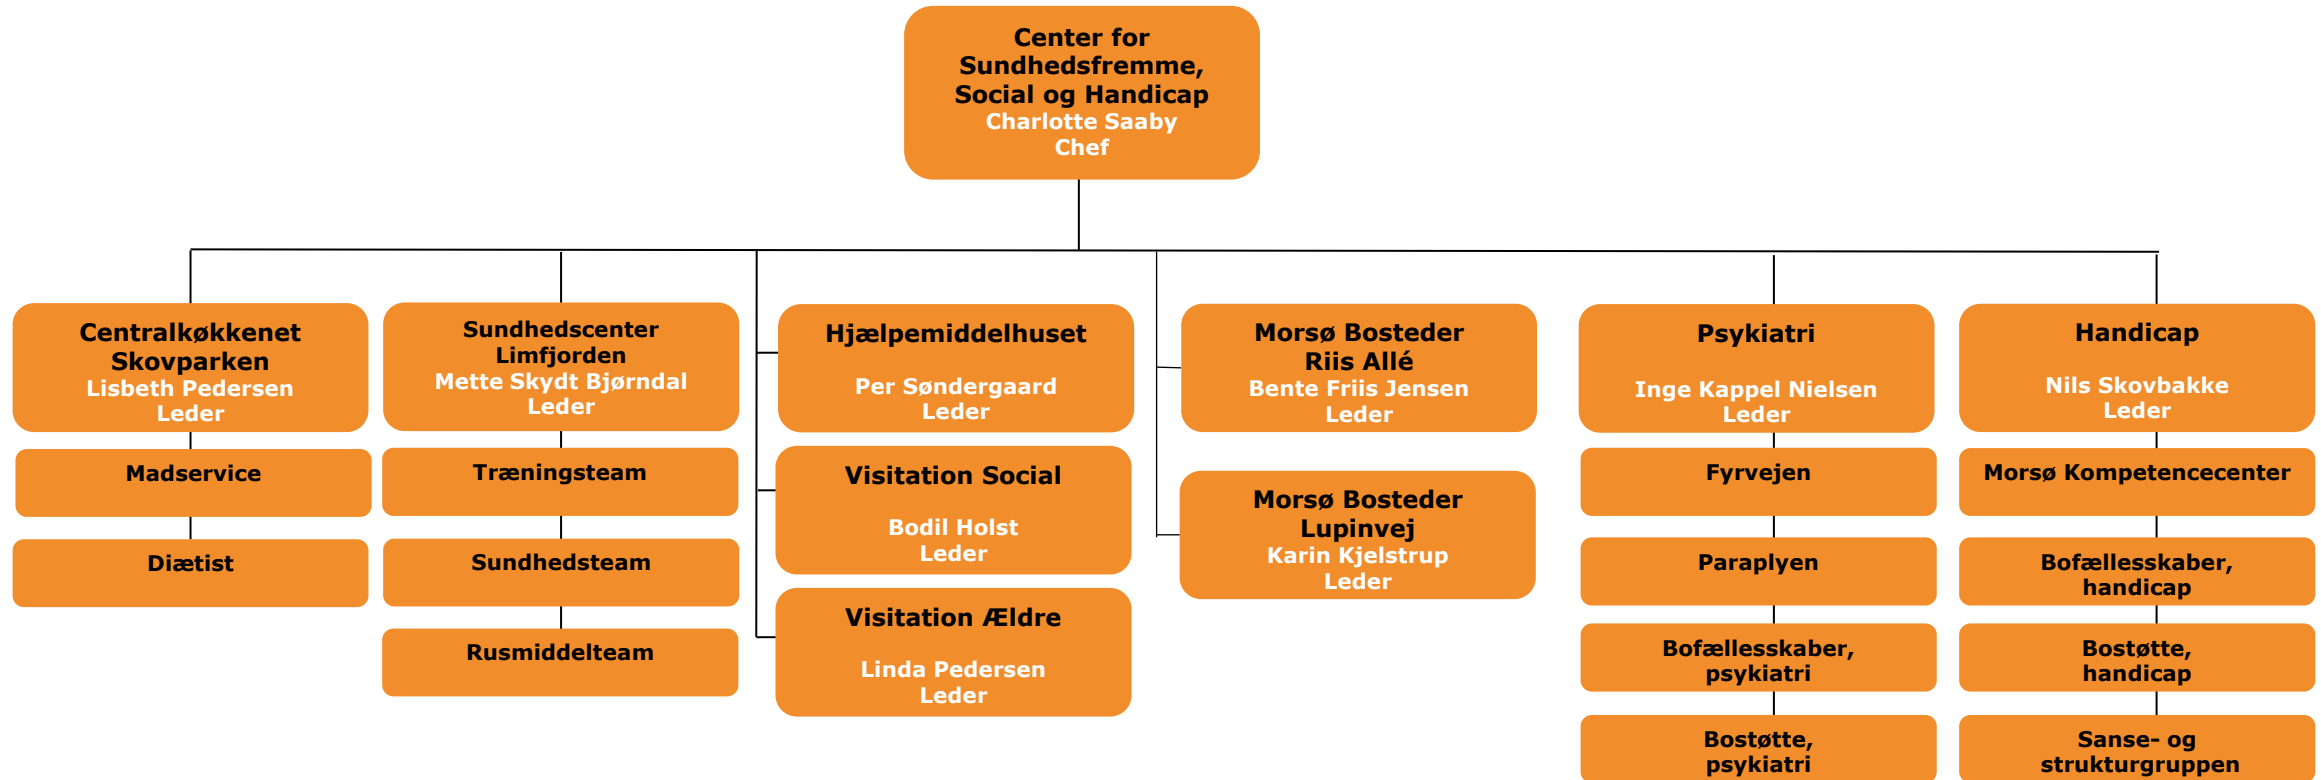 Center for
Sundhedsfremme,
Social og Handicap
Charlotte Saaby
Chef
Centralkøkkenet
Skovparken
Lisbeth Pedersen
Leder
Madservice
Diætist
Sundhedscenter
Limfjorden
Mette Skydt Bjørndal
Leder
Træningsteam
Sundhedsteam
Rusmiddelteam
Hjælpemiddelhuset
Per Søndergaard
Leder
Visitation Social
Bodil Holst
Leder
Visitation Ældre
Linda Pedersen
Leder
Morsø Bosteder
Riis Allé
Bente Friis Jensen
Leder
Morsø Bosteder
Lupinvej
Karin Kjelstrup
Leder
Psykiatri
Inge Kappel Nielsen
Leder
Fyrvejen
Paraplyen
Bofællesskaber,
psykiatri
Bostøtte,
psykiatri
Handicap
Nils Skovbakke
Leder
Morsø Kompetencecenter
Bofællesskaber,
handicap
Bostøtte,
handicap
Sanse- og
strukturgruppen